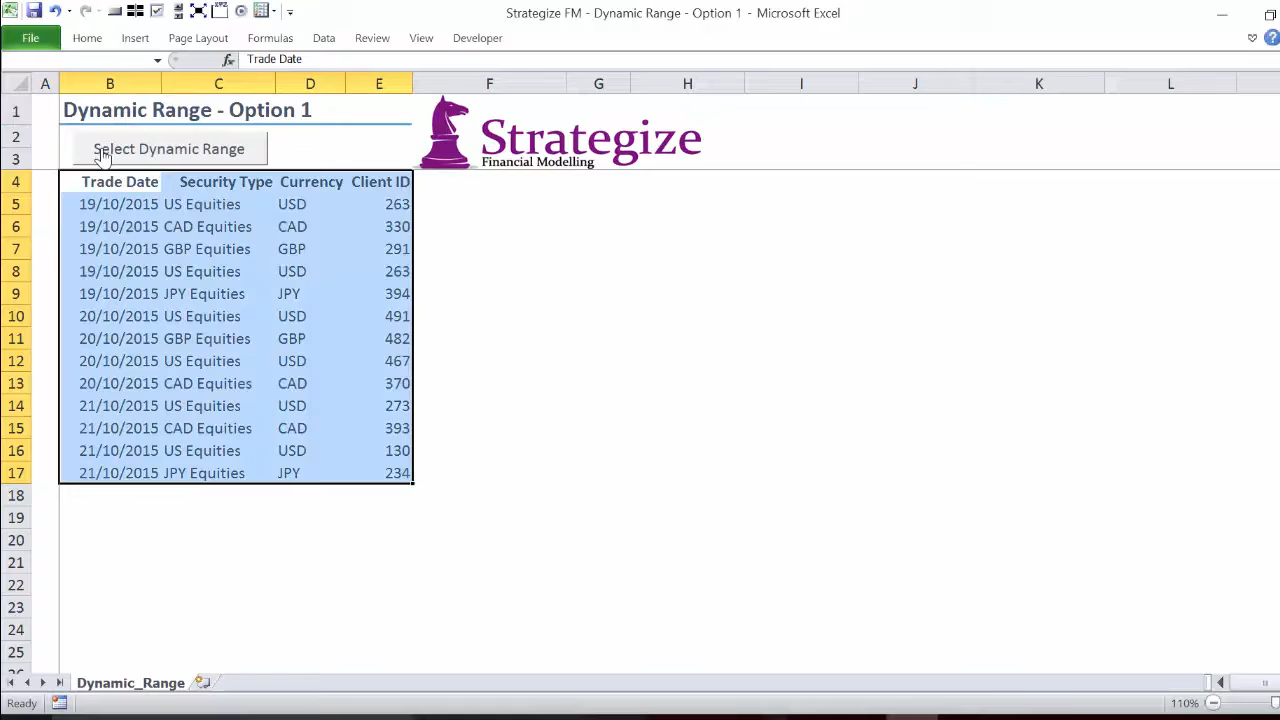 Strategize FM - Dynamic Range - Option 1 - Microsoft Excel
File Home Insert Page Layout Formulas Data Review View Developer
fx Trade Date
A B C D E F G H I J K L
1 Dynamic Range - Option 1
Strategize
Financial Modelling
2 Select Dynamic Range
3
4 Trade Date Security Type Currency Client ID
5 19/10/2015 US Equities USD 263
6 19/10/2015 CAD Equities CAD 330
7 19/10/2015 GBP Equities GBP 291
8 19/10/2015 US Equities USD 263
9 19/10/2015 JPY Equities JPY 394
10 20/10/2015 US Equities USD 491
11 20/10/2015 GBP Equities GBP 482
12 20/10/2015 US Equities USD 467
13 20/10/2015 CAD Equities CAD 370
14 21/10/2015 US Equities USD 273
15 21/10/2015 CAD Equities CAD 393
16 21/10/2015 US Equities USD 130
17 21/10/2015 JPY Equities JPY 234
18
19
20
21
22
23
24
25
Dynamic_Range
Ready 110%